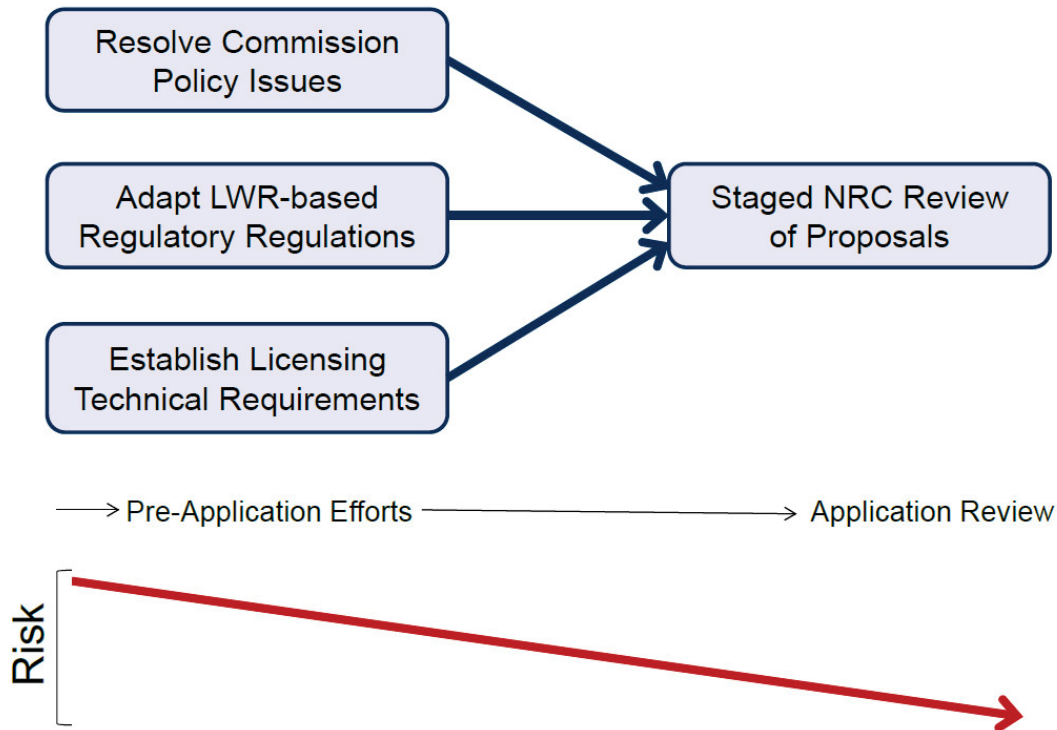 Resolve Commission
Policy Issues
Adapt LWR-based
Regulatory Regulations
Staged NRC Review
of Proposals
Establish Licensing
Technical Requirements
Pre-Application Efforts
Application Review
Risk